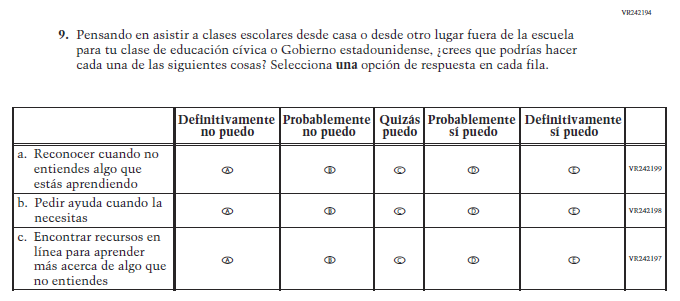 VR242194
9. Pensando en asistir a clases escolares desde casa o desde otro lugar fuera de la escuela
para tu clase de educación cívica o Gobierno estadounidense, ¿crees que podrías hacer
cada una de las siguientes cosas? Selecciona una opción de respuesta en cada fila.
Definitivamente no puedo Probablemente no puedo Quizás puedo Probablemente sí puedo Definitivamente sí puedo
a. Reconocer cuando no
entiendes algo que
estás aprendiendo
A B C D E VR242199
b. Pedir ayuda cuando la
necesitas
A B C D E VR242198
c. Encontrar recursos en
línea para aprender
más acerca de algo que
no entiendes
A B C D E VR242197